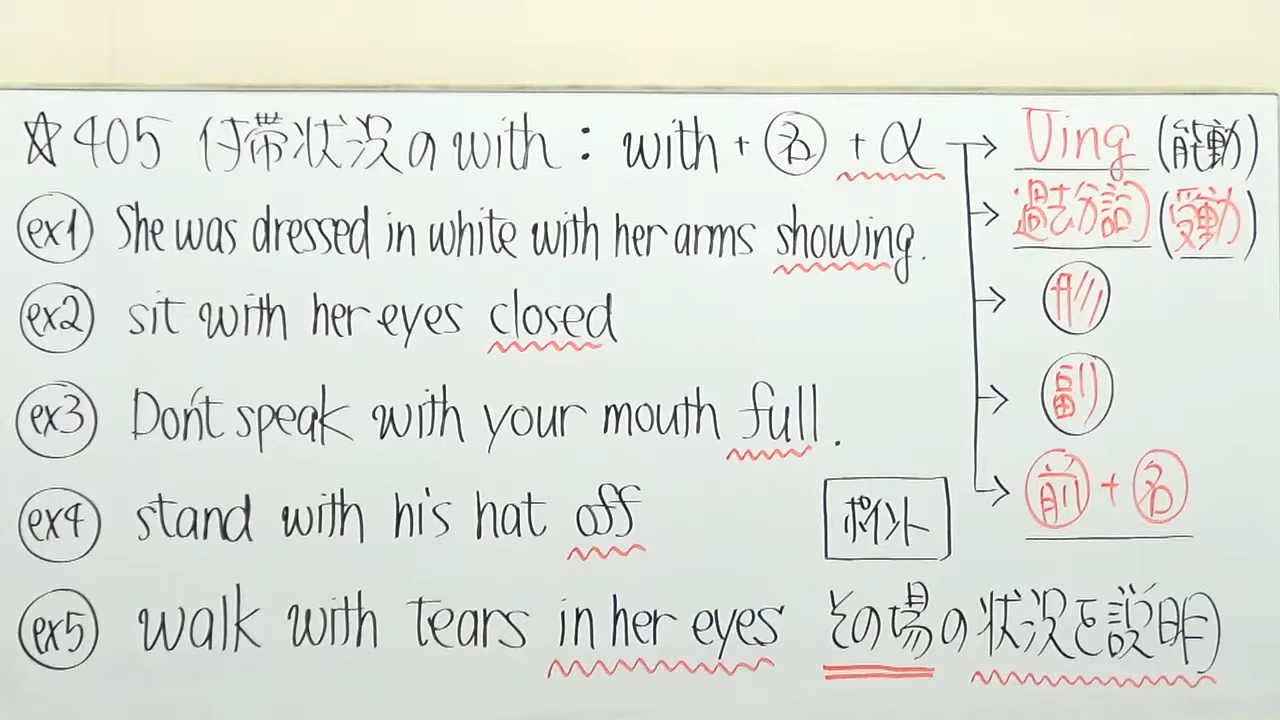 ☆405 付帯状況のwith：with + 名 + α → Ving (能動)
→ 過去分詞 (受動)
ex1 She was dressed in white with her arms showing.
ex2 sit with her eyes closed
→ 形
ex3 Don't speak with your mouth full.
→ 副
ex4 stand with his hat off
→ 前 + 名
ポイント
ex5 walk with tears in her eyes
その場の状況を説明